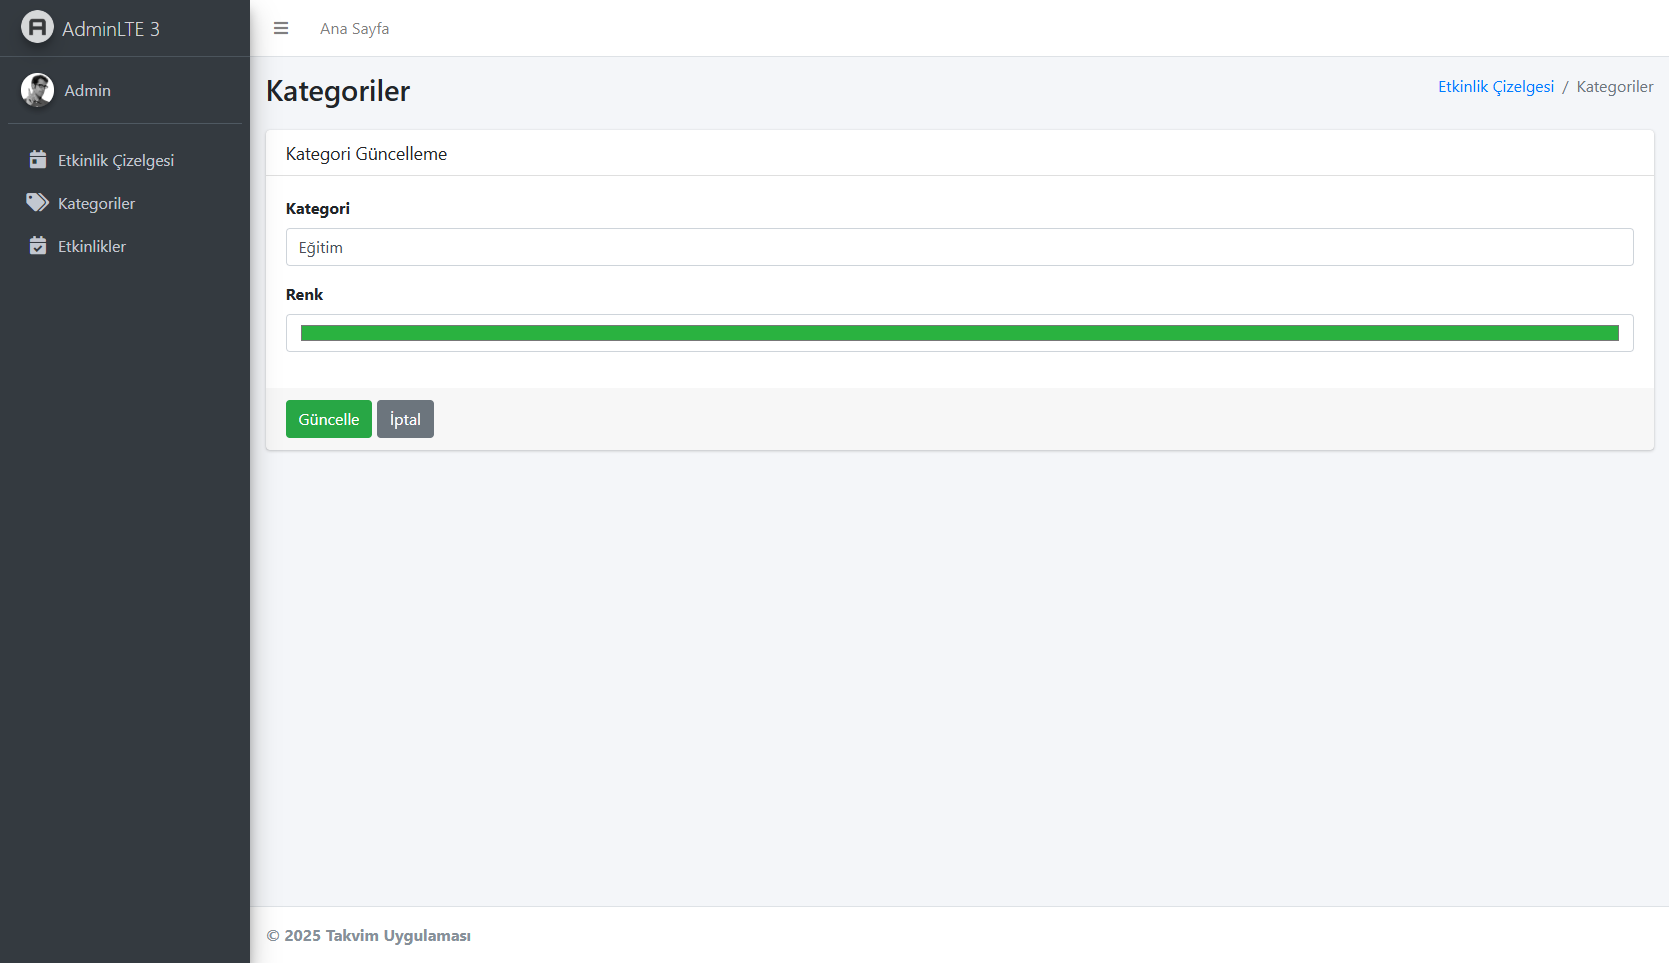 AdminLTE 3
Admin
Etkinlik Çizelgesi
Kategoriler
Etkinlikler
Ana Sayfa
Kategoriler
Etkinlik Çizelgesi / Kategoriler
Kategori Güncelleme
Kategori
Eğitim
Renk
Güncelle İptal
© 2025 Takvim Uygulaması